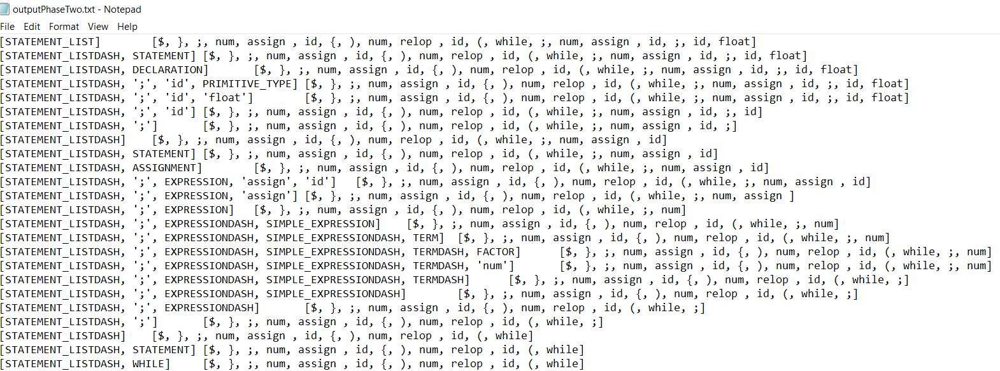 outputPhaseTwo.txt - Notepad
File Edit Format View Help
[STATEMENT_LIST] [$, }, ;, num, assign , id, {, ), num, relop , id, (, while, ;, num, assign , id, ;, id, float]
[STATEMENT_LISTDASH, STATEMENT] [$, }, ;, num, assign , id, {, ), num, relop , id, (, while, ;, num, assign , id, ;, id, float]
[STATEMENT_LISTDASH, DECLARATION] [$, }, ;, num, assign , id, {, ), num, relop , id, (, while, ;, num, assign , id, ;, id, float]
[STATEMENT_LISTDASH, ';', 'id', PRIMITIVE_TYPE] [$, }, ;, num, assign , id, {, ), num, relop , id, (, while, ;, num, assign , id, ;, id, float]
[STATEMENT_LISTDASH, ';', 'id', 'float'] [$, }, ;, num, assign , id, {, ), num, relop , id, (, while, ;, num, assign , id, ;, id, float]
[STATEMENT_LISTDASH, ';', 'id'] [$, }, ;, num, assign , id, {, ), num, relop , id, (, while, ;, num, assign , id, ;, id]
[STATEMENT_LISTDASH, ';'] [$, }, ;, num, assign , id, {, ), num, relop , id, (, while, ;, num, assign , id, ;]
[STATEMENT_LISTDASH] [$, }, ;, num, assign , id, {, ), num, relop , id, (, while, ;, num, assign , id]
[STATEMENT_LISTDASH, STATEMENT] [$, }, ;, num, assign , id, {, ), num, relop , id, (, while, ;, num, assign , id]
[STATEMENT_LISTDASH, ASSIGNMENT] [$, }, ;, num, assign , id, {, ), num, relop , id, (, while, ;, num, assign , id]
[STATEMENT_LISTDASH, ';', EXPRESSION, 'assign', 'id'] [$, }, ;, num, assign , id, {, ), num, relop , id, (, while, ;, num, assign , id]
[STATEMENT_LISTDASH, ';', EXPRESSION, 'assign'] [$, }, ;, num, assign , id, {, ), num, relop , id, (, while, ;, num, assign ]
[STATEMENT_LISTDASH, ';', EXPRESSION] [$, }, ;, num, assign , id, {, ), num, relop , id, (, while, ;, num]
[STATEMENT_LISTDASH, ';', EXPRESSIONDASH, SIMPLE_EXPRESSION] [$, }, ;, num, assign , id, {, ), num, relop , id, (, while, ;, num]
[STATEMENT_LISTDASH, ';', EXPRESSIONDASH, SIMPLE_EXPRESSIONDASH, TERM] [$, }, ;, num, assign , id, {, ), num, relop , id, (, while, ;, num]
[STATEMENT_LISTDASH, ';', EXPRESSIONDASH, SIMPLE_EXPRESSIONDASH, TERMDASH, FACTOR] [$, }, ;, num, assign , id, {, ), num, relop , id, (, while, ;, num]
[STATEMENT_LISTDASH, ';', EXPRESSIONDASH, SIMPLE_EXPRESSIONDASH, TERMDASH, 'num'] [$, }, ;, num, assign , id, {, ), num, relop , id, (, while, ;, num]
[STATEMENT_LISTDASH, ';', EXPRESSIONDASH, SIMPLE_EXPRESSIONDASH, TERMDASH] [$, }, ;, num, assign , id, {, ), num, relop , id, (, while, ;]
[STATEMENT_LISTDASH, ';', EXPRESSIONDASH, SIMPLE_EXPRESSIONDASH] [$, }, ;, num, assign , id, {, ), num, relop , id, (, while, ;]
[STATEMENT_LISTDASH, ';', EXPRESSIONDASH] [$, }, ;, num, assign , id, {, ), num, relop , id, (, while, ;]
[STATEMENT_LISTDASH, ';'] [$, }, ;, num, assign , id, {, ), num, relop , id, (, while, ;]
[STATEMENT_LISTDASH] [$, }, ;, num, assign , id, {, ), num, relop , id, (, while]
[STATEMENT_LISTDASH, STATEMENT] [$, }, ;, num, assign , id, {, ), num, relop , id, (, while]
[STATEMENT_LISTDASH, WHILE] [$, }, ;, num, assign , id, {, ), num, relop , id, (, while]